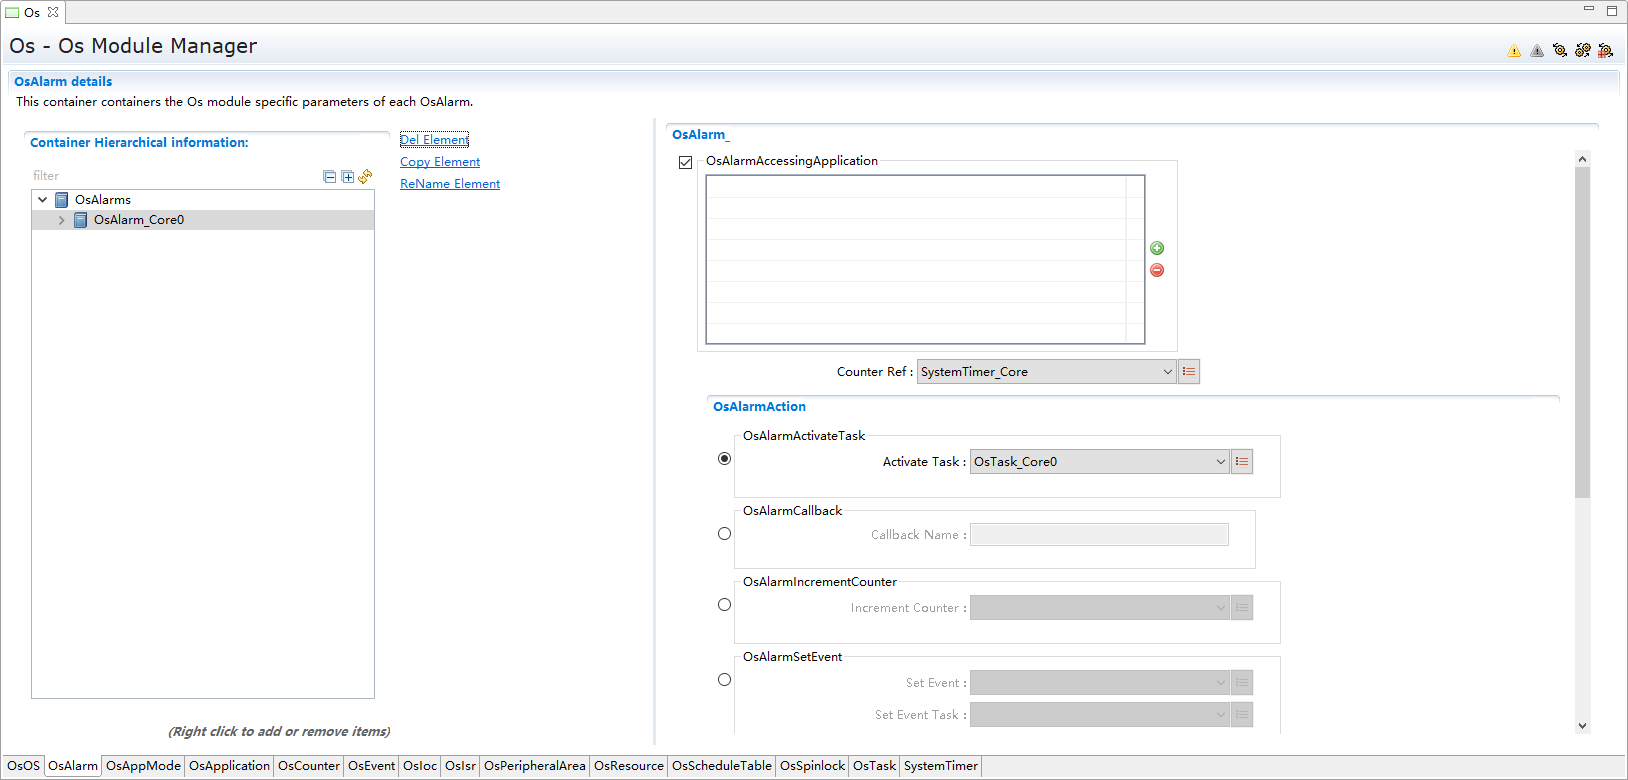 Os
Os - Os Module Manager
OsAlarm details
This container containers the Os module specific parameters of each OsAlarm.
Container Hierarchical information:
filter
OsAlarms
OsAlarm_Core0
Del Element
Copy Element
ReName Element
(Right click to add or remove items)
OsAlarm_
OsAlarmAccessingApplication
Counter Ref : SystemTimer_Core
OsAlarmAction
OsAlarmActivateTask
Activate Task : OsTask_Core0
OsAlarmCallback
Callback Name :
OsAlarmIncrementCounter
Increment Counter :
OsAlarmSetEvent
Set Event :
Set Event Task :
OsOS OsAlarm OsAppMode OsApplication OsCounter OsEvent OsIoc OsIsr OsPeripheralArea OsResource OsScheduleTable OsSpinlock OsTask SystemTimer